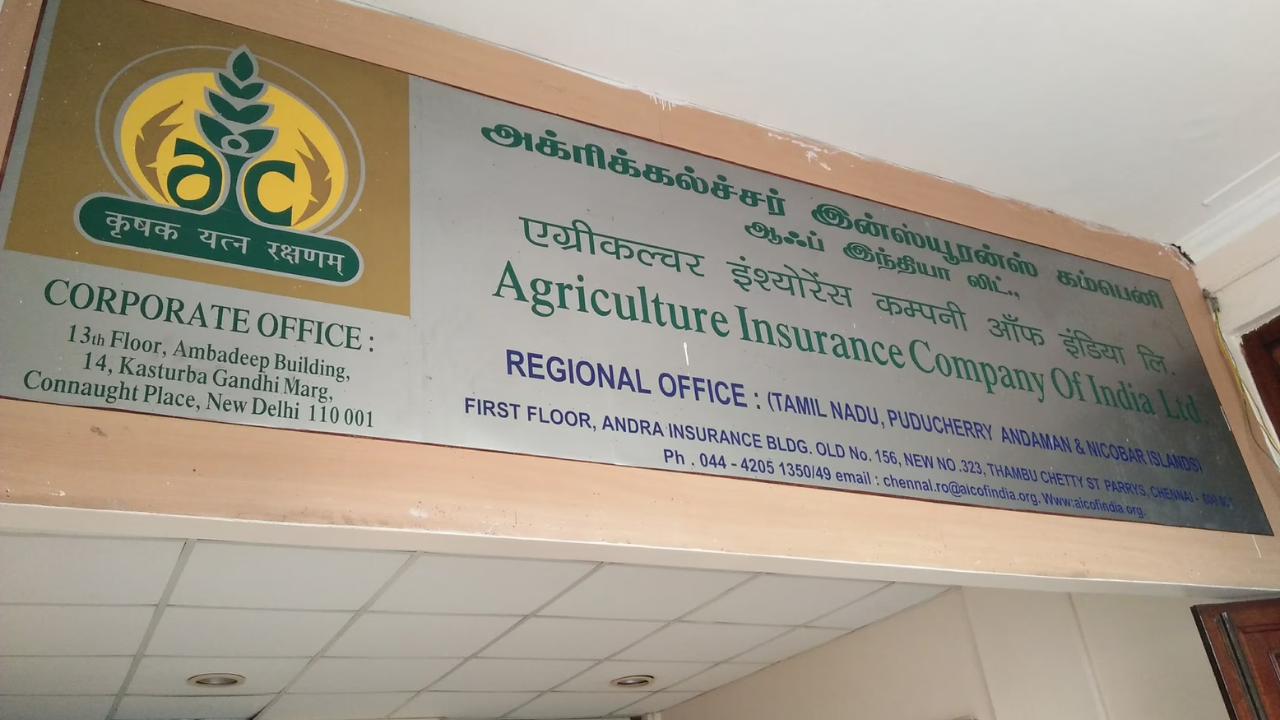 aic
कृषक यत्न रक्षणम्
CORPORATE OFFICE :
13th Floor, Ambadeep Building,
14, Kasturba Gandhi Marg,
Connaught Place, New Delhi 110 001
அக்ரிக்கல்ச்சர் இன்ஸ்யூரன்ஸ் கம்பெனி
ஆஃப் இந்தியா லிட்.,
एग्रीकल्चर इंश्योरेंस कम्पनी ऑफ इंडिया लि.
Agriculture Insurance Company Of India Ltd.
REGIONAL OFFICE : (TAMIL NADU, PUDUCHERRY ANDAMAN & NICOBAR ISLANDS)
FIRST FLOOR, ANDRA INSURANCE BLDG. OLD No. 156, NEW NO .323, THAMBU CHETTY ST PARRYS, CHENNAI -
Ph . 044 - 4205 1350/49 email : chennal.ro@aicofindia.org. Www:aicofindia org.